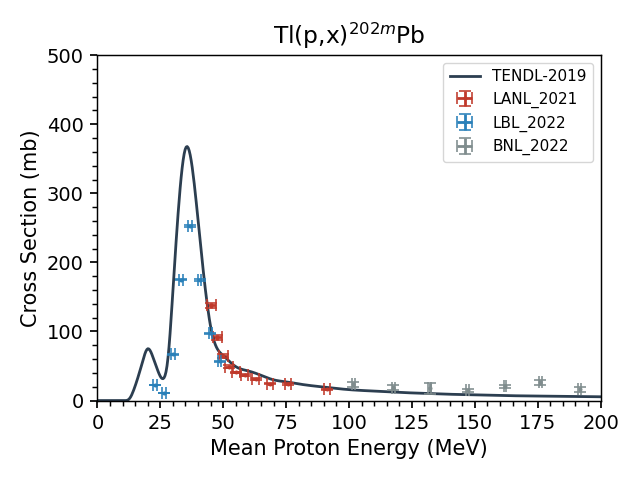 Tl(p,x)²⁰²ᵐPb
500
400
300
200
100
0
Cross Section (mb)
TENDL-2019
LANL_2021
LBL_2022
BNL_2022
0 25 50 75 100 125 150 175 200
Mean Proton Energy (MeV)